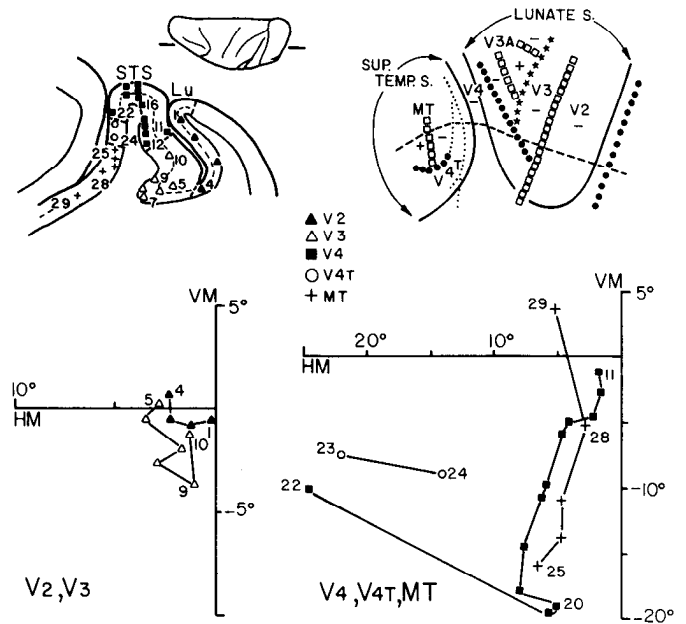 STS
Lu
1
16
22
11
24
12
25
10
28
9
5
4
7
29
LUNATE S.
SUP.
TEMP. S.
V3A
V4
V3
V2
MT
V4T
▲ V2
△ V3
■ V4
○ V4T
+ MT
VM
5°
10°
HM
4
5
1
10
9
-5°
V2,V3
VM
5°
29
20°
10°
HM
11
28
23
24
22
-10°
25
20
-20°
V4,V4T,MT